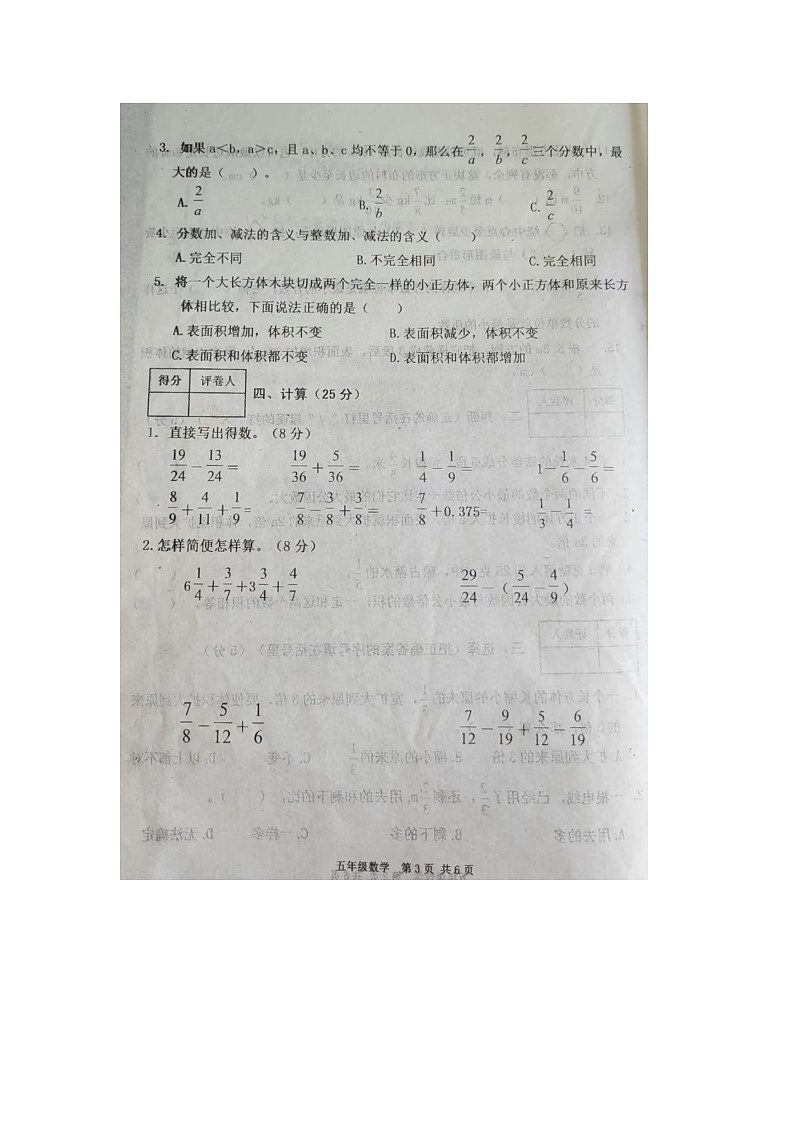 3. 如果a<b，a>c，且a、b、c均不等于0，那么在2/a，2/b，2/c三个分数中，最
大的是（　　）。
A.2/a　B.2/b　C.2/c
4. 分数加、减法的含义与整数加、减法的含义（　　）
A.完全不同　B.不完全相同　C.完全相同
5. 将一个大长方体木块切成两个完全一样的小正方体，两个小正方体和原来长方
体相比较，下面说法正确的是（　　）
A.表面积增加，体积不变　B.表面积减少，体积不变
C.表面积和体积都不变　D.表面积和体积都增加
得分　评卷人
四、计算（25分）
1. 直接写出得数。（8分）
19/24－13/24＝　19/36＋5/36＝　1/4－1/9＝　1－1/6－5/6＝
8/9＋4/11＋1/9＝　7/8－3/8＋3/8＝　7/8+0.375=　1/3－1/4＝
2.怎样简便怎样算。（8分）
6 1/4＋3/7＋3 3/4＋4/7　29/24－（5/24－4/9）
7/8－5/12＋1/6　7/12－9/19＋5/12－6/19
五年级数学　第3页　共6页